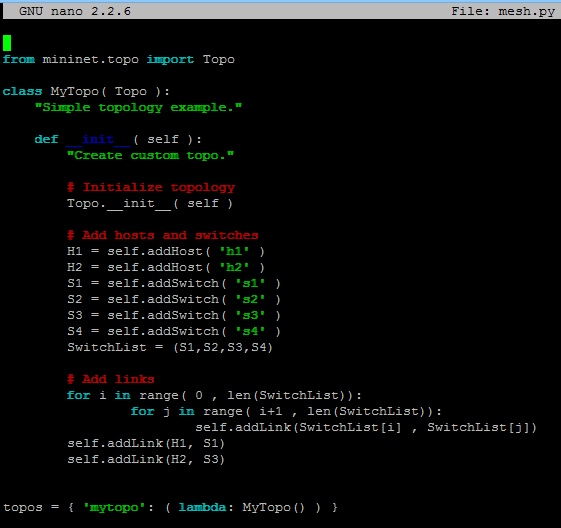 GNU nano 2.2.6 File: mesh.py
from mininet.topo import Topo
class MyTopo( Topo ):
    "Simple topology example."
    def __init__( self ):
        "Create custom topo."
        # Initialize topology
        Topo.__init__( self )
        # Add hosts and switches
        H1 = self.addHost( 'h1' )
        H2 = self.addHost( 'h2' )
        S1 = self.addSwitch( 's1' )
        S2 = self.addSwitch( 's2' )
        S3 = self.addSwitch( 's3' )
        S4 = self.addSwitch( 's4' )
        SwitchList = (S1,S2,S3,S4)
        # Add links
        for i in range( 0 , len(SwitchList)):
                for j in range( i+1 , len(SwitchList)):
                        self.addLink(SwitchList[i] , SwitchList[j])
        self.addLink(H1, S1)
        self.addLink(H2, S3)
topos = { 'mytopo': ( lambda: MyTopo() ) }